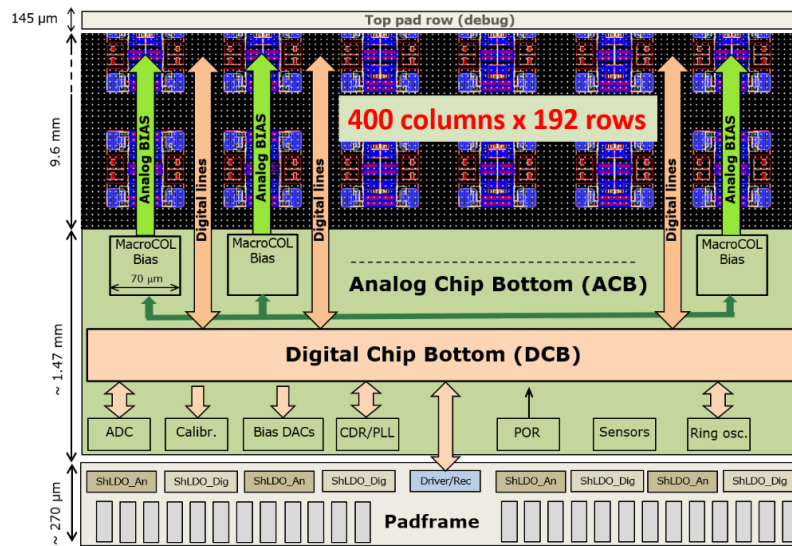 145 µm
Top pad row (debug)
9.6 mm
400 columns x 192 rows
Analog BIAS
Digital lines
Analog BIAS
Digital lines
Digital lines
Analog BIAS
MacroCOL
Bias
70 µm
MacroCOL
Bias
MacroCOL
Bias
Analog Chip Bottom (ACB)
~ 1.47 mm
Digital Chip Bottom (DCB)
ADC
Calibr.
Bias DACs
CDR/PLL
POR
Sensors
Ring osc.
~ 270 µm
ShLDO_An
ShLDO_Dig
ShLDO_An
ShLDO_Dig
Driver/Rec
ShLDO_An
ShLDO_Dig
ShLDO_An
ShLDO_Dig
Padframe